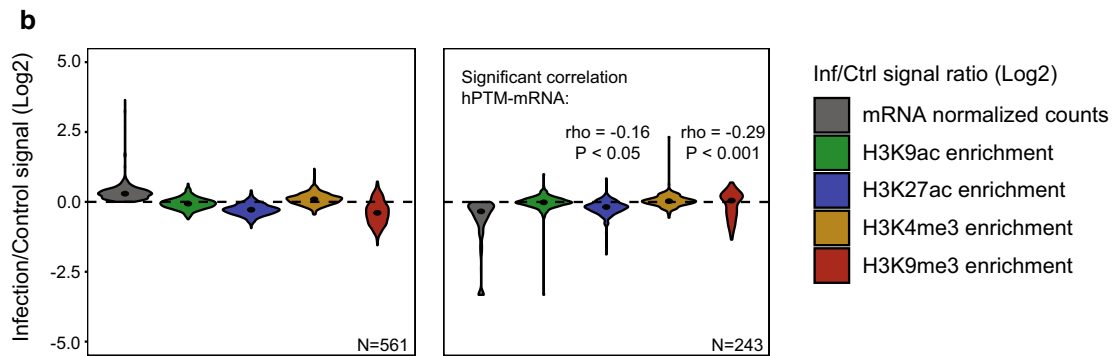 b
Infection/Control signal (Log2)
5.0
2.5
0.0
-2.5
-5.0
N=561
Significant correlation
hPTM-mRNA:
rho = -0.16
P < 0.05
rho = -0.29
P < 0.001
N=243
Inf/Ctrl signal ratio (Log2)
mRNA normalized counts
H3K9ac enrichment
H3K27ac enrichment
H3K4me3 enrichment
H3K9me3 enrichment